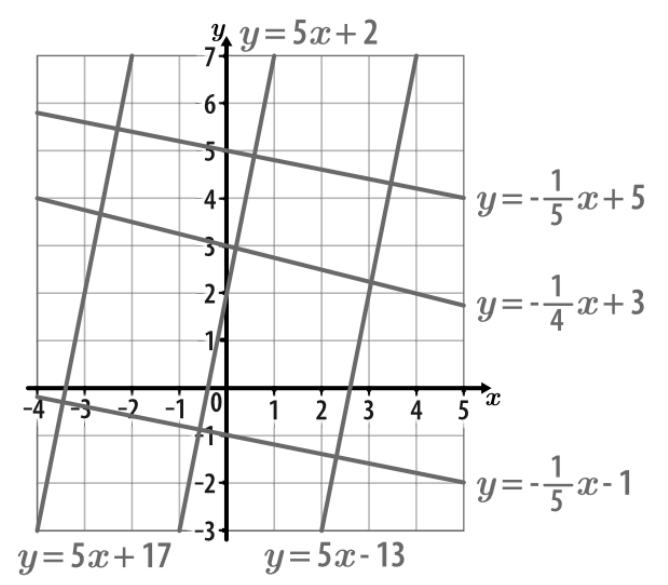 y y = 5x + 2
7
6
5
4
3
2
1
-4 -3 -2 -1 0 1 2 3 4 5 x
-1
-2
-3
y = -1/5x + 5
y = -1/4x + 3
y = -1/5x - 1
y = 5x + 17 y = 5x - 13